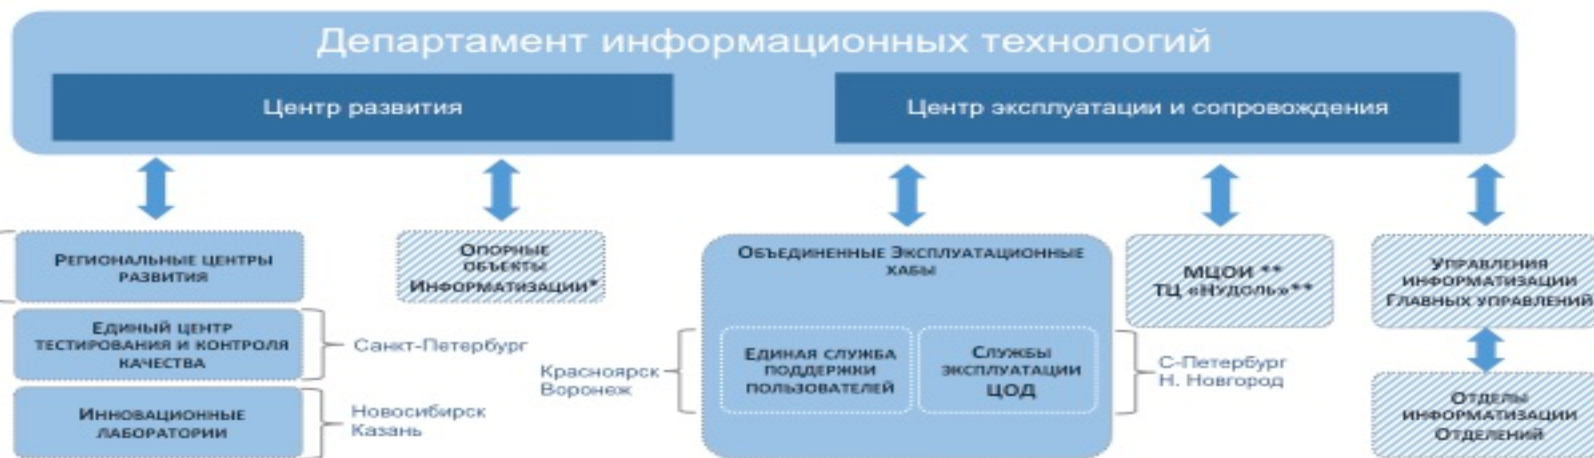 Департамент информационных технологий
Центр развития
Центр эксплуатации и сопровождения
Региональные центры
развития
Опорные
объекты
Информатизации*
Объединенные Эксплуатационные
хабы
МЦОИ **
ТЦ «Нудоль»**
Управления
информатизации
Главных управлений
Единый центр
тестирования и контроля
качества
Санкт-Петербург
Красноярск
Воронеж
Единая служба
поддержки
пользователей
Службы
эксплуатации
ЦОД
С-Петербург
Н. Новгород
Инновационные
лаборатории
Новосибирск
Казань
Отделы
информатизации
Отделений